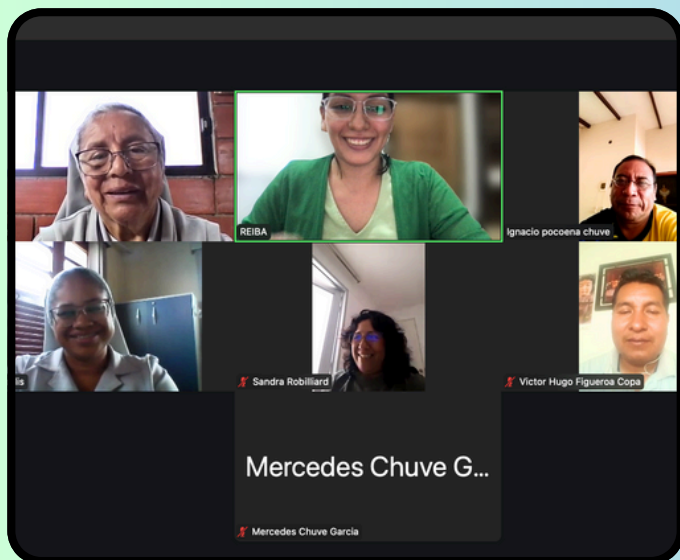 REIBA
Ignacio pocoena chuve
lis
Sandra Robilliard
Victor Hugo Figueroa Copa
Mercedes Chuve G...
Mercedes Chuve Garcia